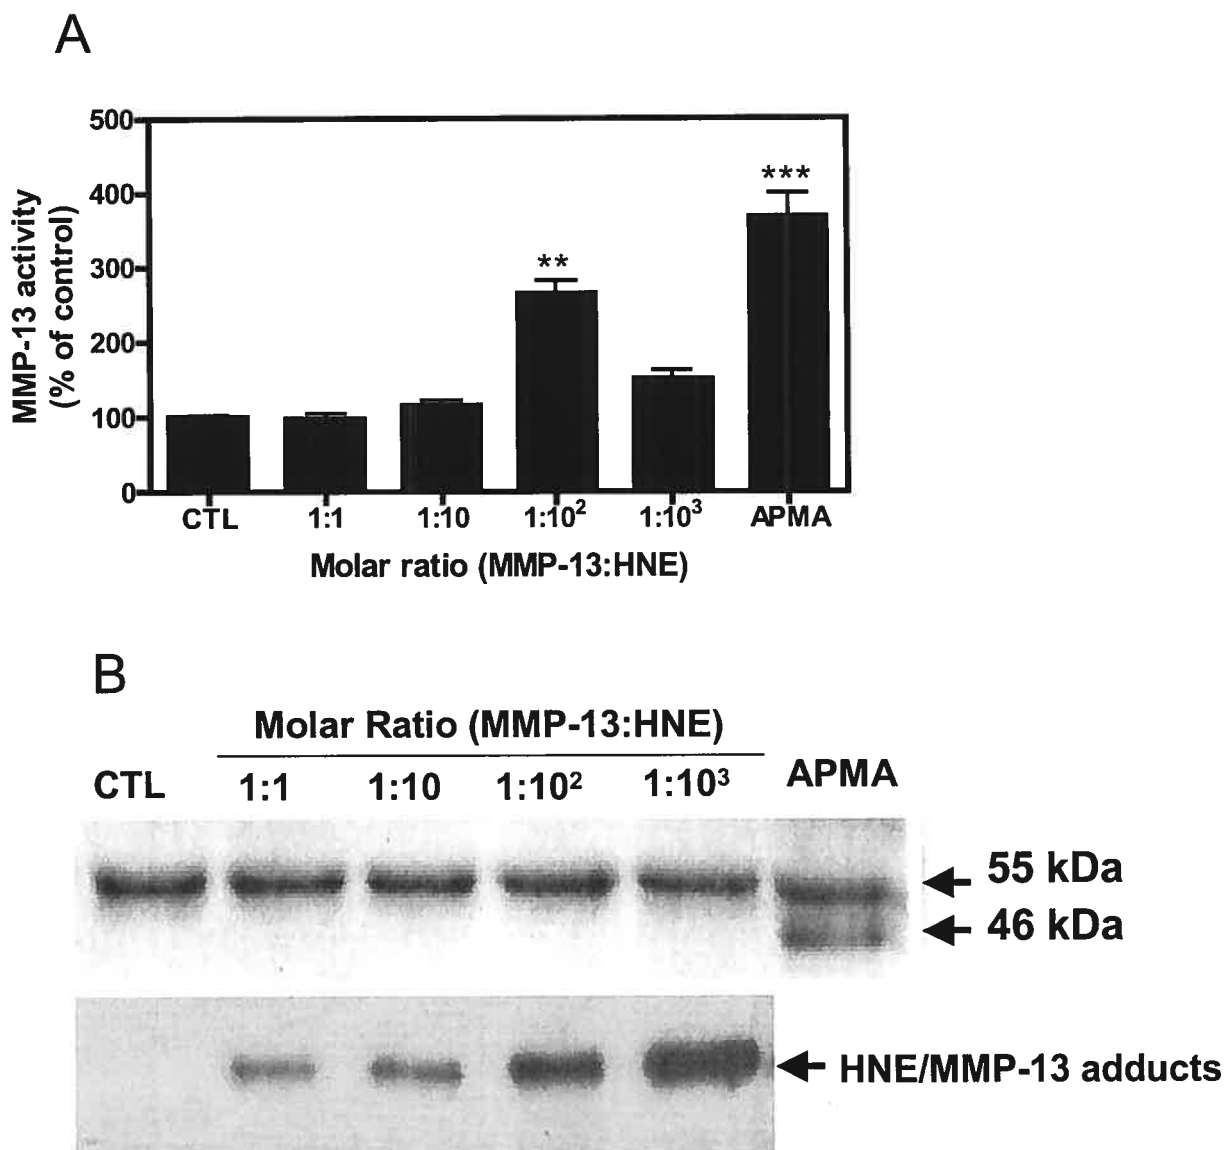 A
500
400
300
200
100
0
MMP-13 activity
(% of control)
**
***
CTL 1:1 1:10 1:10² 1:10³ APMA
Molar ratio (MMP-13:HNE)
B
Molar Ratio (MMP-13:HNE)
CTL 1:1 1:10 1:10² 1:10³ APMA
55 kDa
46 kDa
HNE/MMP-13 adducts